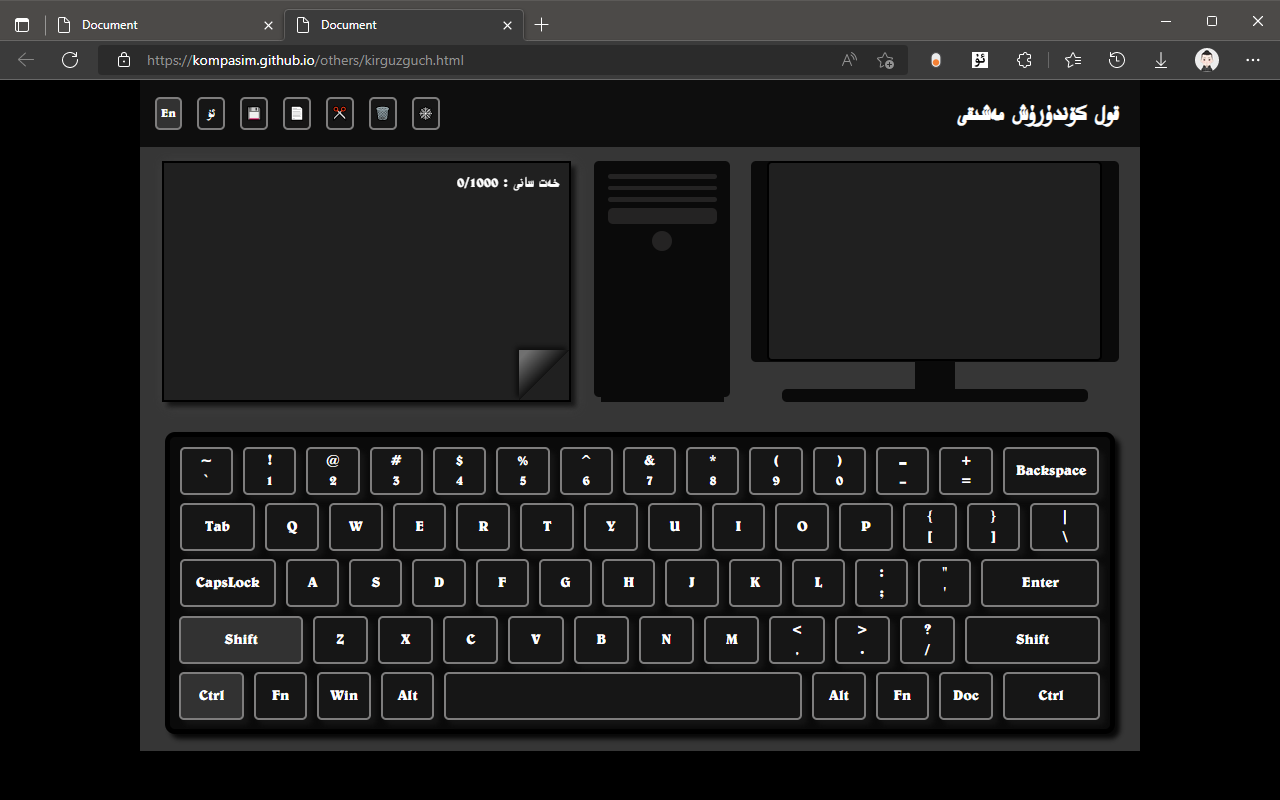 Document
Document
https://kompasim.github.io/others/kirguzguch.html
ئۇ
En
ئۇ
قول كۆندۈرۈش مەشىقى
خەت سانى : 0/1000
~ ! @ # $ % ^ & * ( ) _ +
` 1 2 3 4 5 6 7 8 9 0 - = Backspace
Tab Q W E R T Y U I O P { [ } ] | \
CapsLock A S D F G H J K L : ; " ' Enter
Shift Z X C V B N M < , > . ? / Shift
Ctrl Fn Win Alt Alt Fn Doc Ctrl